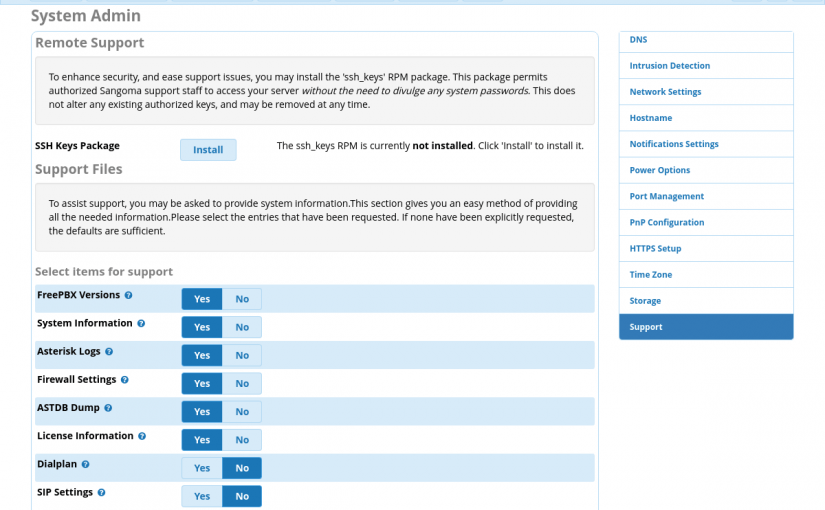 System Admin
Remote Support
To enhance security, and ease support issues, you may install the 'ssh_keys' RPM package. This package permits
authorized Sangoma support staff to access your server without the need to divulge any system passwords. This does
not alter any existing authorized keys, and may be removed at any time.
SSH Keys Package Install The ssh_keys RPM is currently not installed. Click 'Install' to install it.
Support Files
To assist support, you may be asked to provide system information.This section gives you an easy method of providing
all the needed information.Please select the entries that have been requested. If none have been explicitly requested,
the defaults are sufficient.
Select items for support
FreePBX Versions Yes No
System Information Yes No
Asterisk Logs Yes No
Firewall Settings Yes No
ASTDB Dump Yes No
License Information Yes No
Dialplan Yes No
SIP Settings Yes No
DNS
Intrusion Detection
Network Settings
Hostname
Notifications Settings
Power Options
Port Management
PnP Configuration
HTTPS Setup
Time Zone
Storage
Support